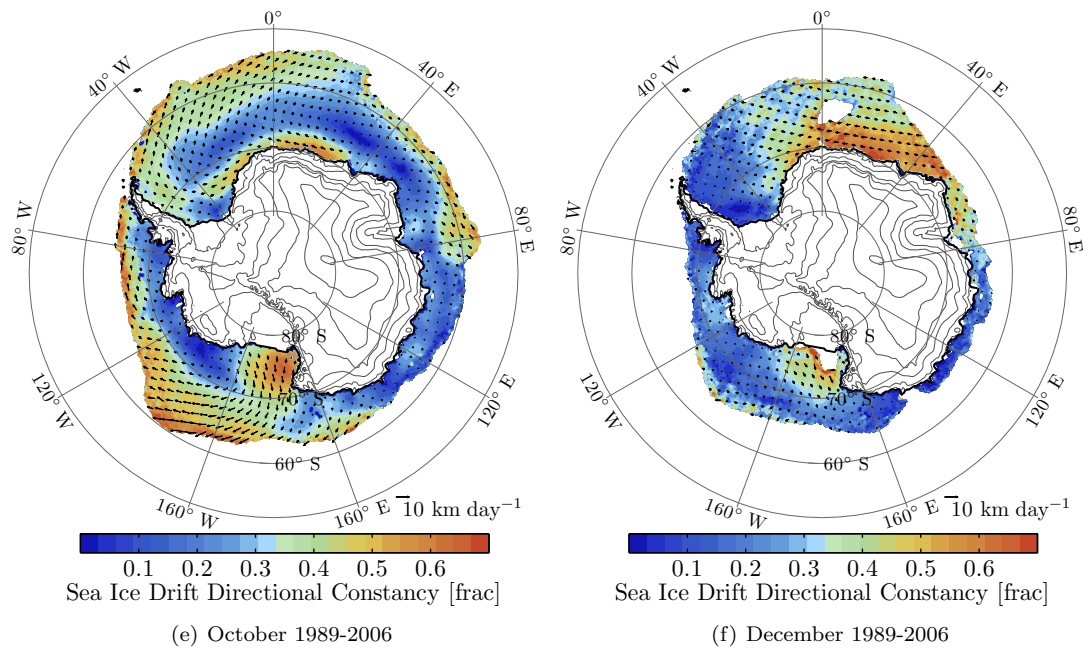 0°
40° W
40° E
80° W
80° E
80° S
70°
120° W
120° E
60° S
160° W
160° E
10 km day⁻¹
0.1 0.2 0.3 0.4 0.5 0.6
Sea Ice Drift Directional Constancy [frac]
(e) October 1989-2006
0°
40° W
40° E
80° W
80° E
80° S
70° S
120° W
120° E
60° S
160° W
160° E
10 km day⁻¹
0.1 0.2 0.3 0.4 0.5 0.6
Sea Ice Drift Directional Constancy [frac]
(f) December 1989-2006